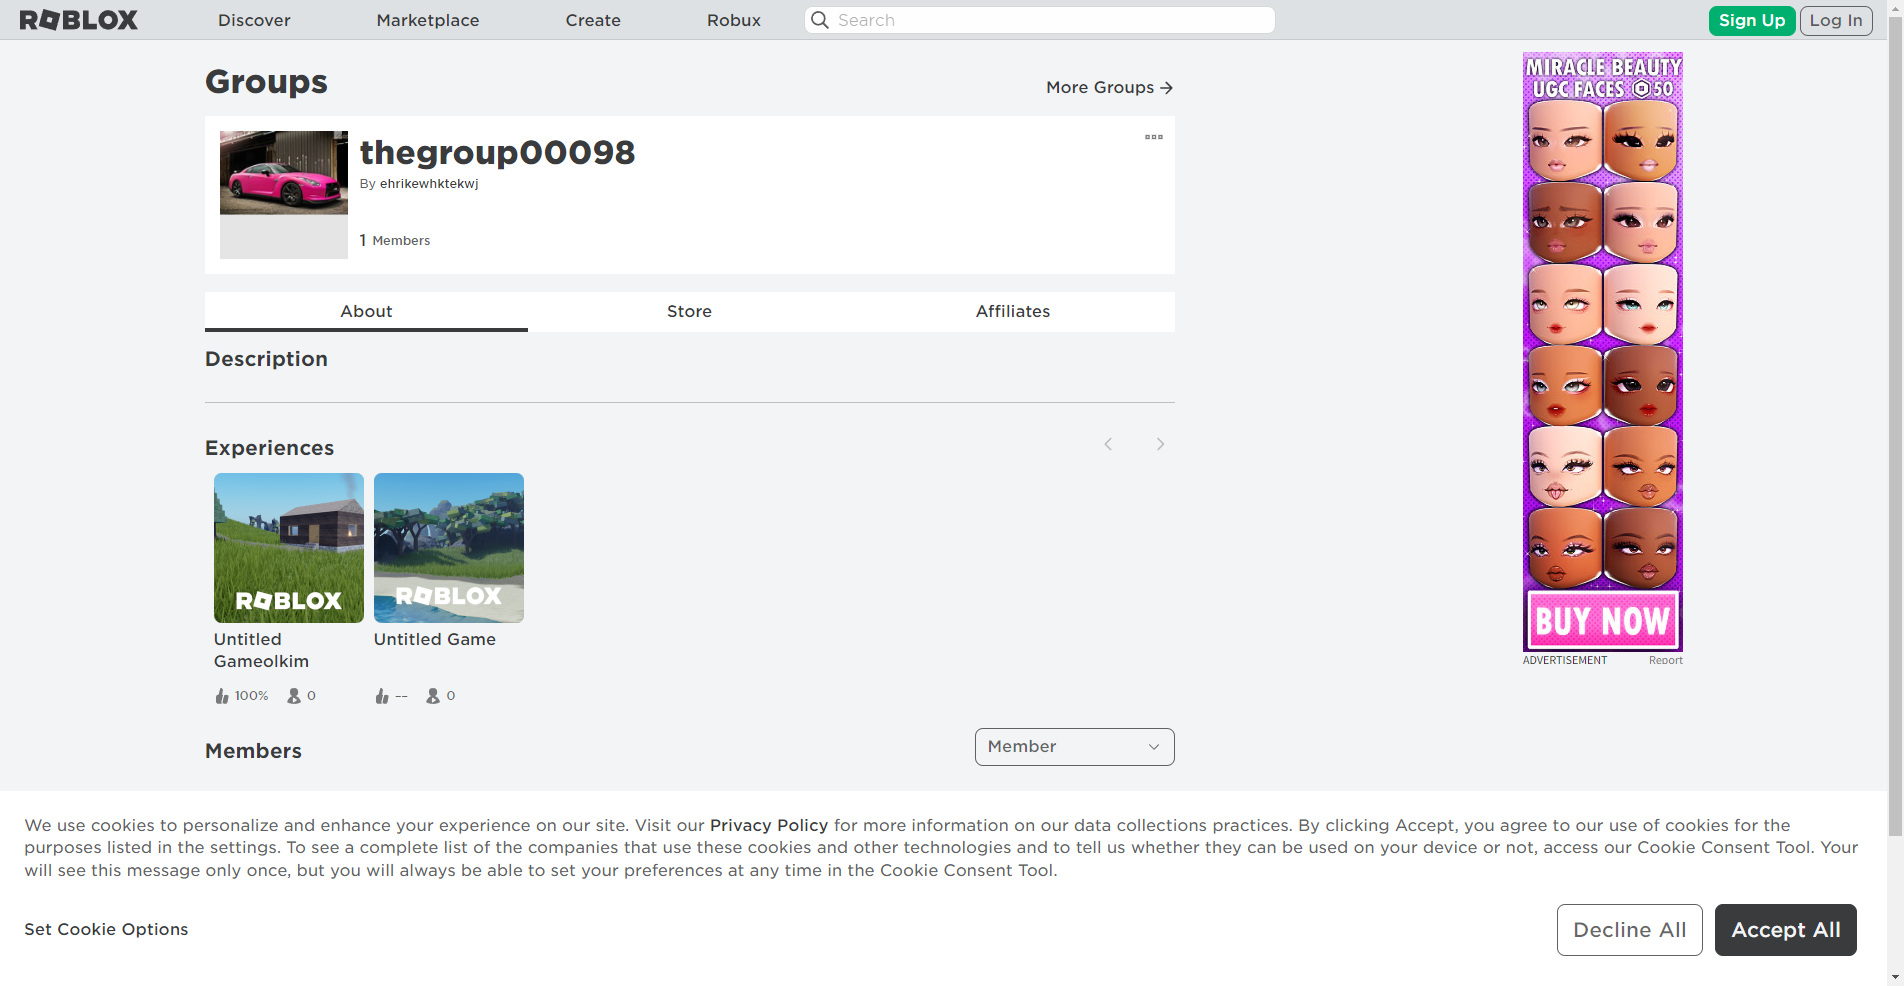 ROBLOX
Discover
Marketplace
Create
Robux
Search
Sign Up
Log In
Groups
More Groups
thegroup00098
By ehrikewhktekwj
1 Members
About
Store
Affiliates
Description
Experiences
ROBLOX
Untitled
Gameolkim
100%
0
ROBLOX
Untitled Game
--
0
Members
Member
MIRACLE BEAUTY
UGC FACES 50
BUY NOW
ADVERTISEMENT
Report
We use cookies to personalize and enhance your experience on our site. Visit our Privacy Policy for more information on our data collections practices. By clicking Accept, you agree to our use of cookies for the
purposes listed in the settings. To see a complete list of the companies that use these cookies and other technologies and to tell us whether they can be used on your device or not, access our Cookie Consent Tool. Your
will see this message only once, but you will always be able to set your preferences at any time in the Cookie Consent Tool.
Set Cookie Options
Decline All
Accept All